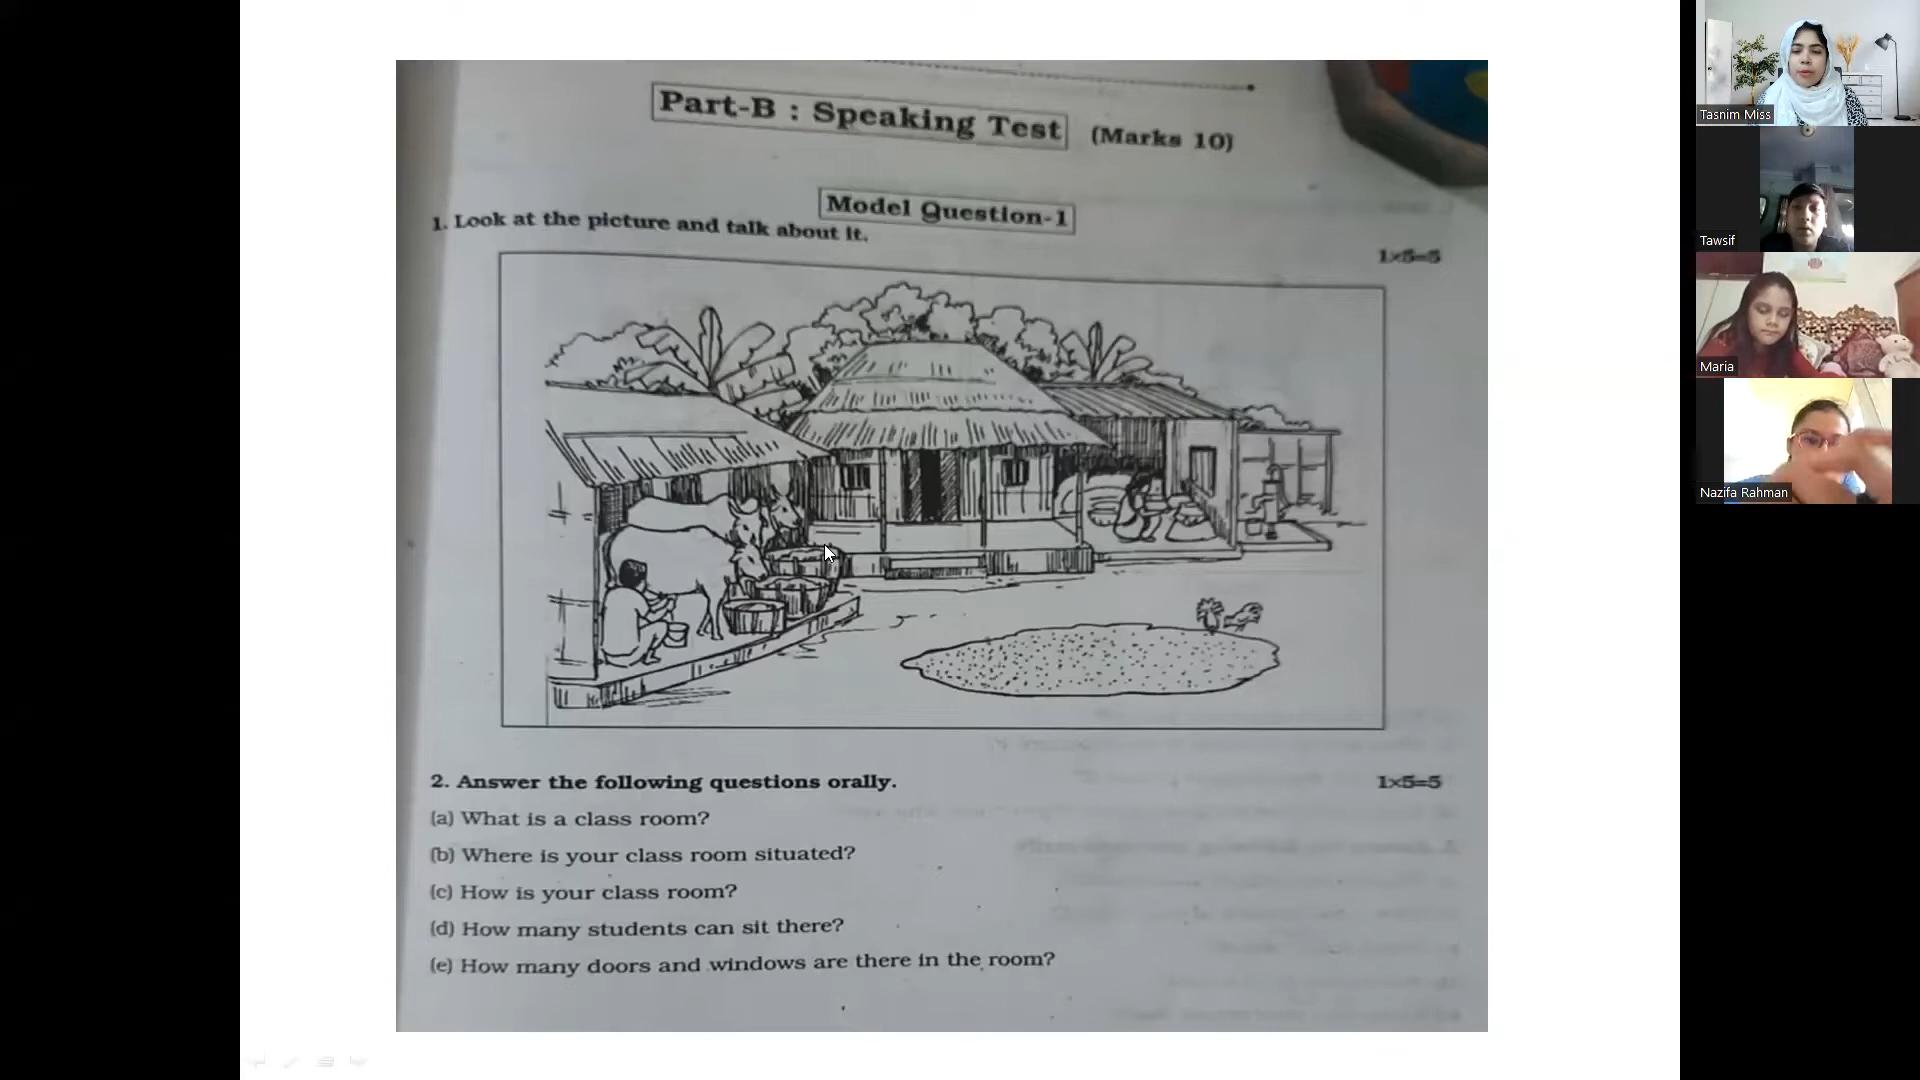 Part-B : Speaking Test (Marks 10)
Model Question-1
1. Look at the picture and talk about it.
1×5=5
2. Answer the following questions orally. 1×5=5
(a) What is a class room?
(b) Where is your class room situated?
(c) How is your class room?
(d) How many students can sit there?
(e) How many doors and windows are there in the room?
Tasnim Miss
Tawsif
Maria
Nazifa Rahman